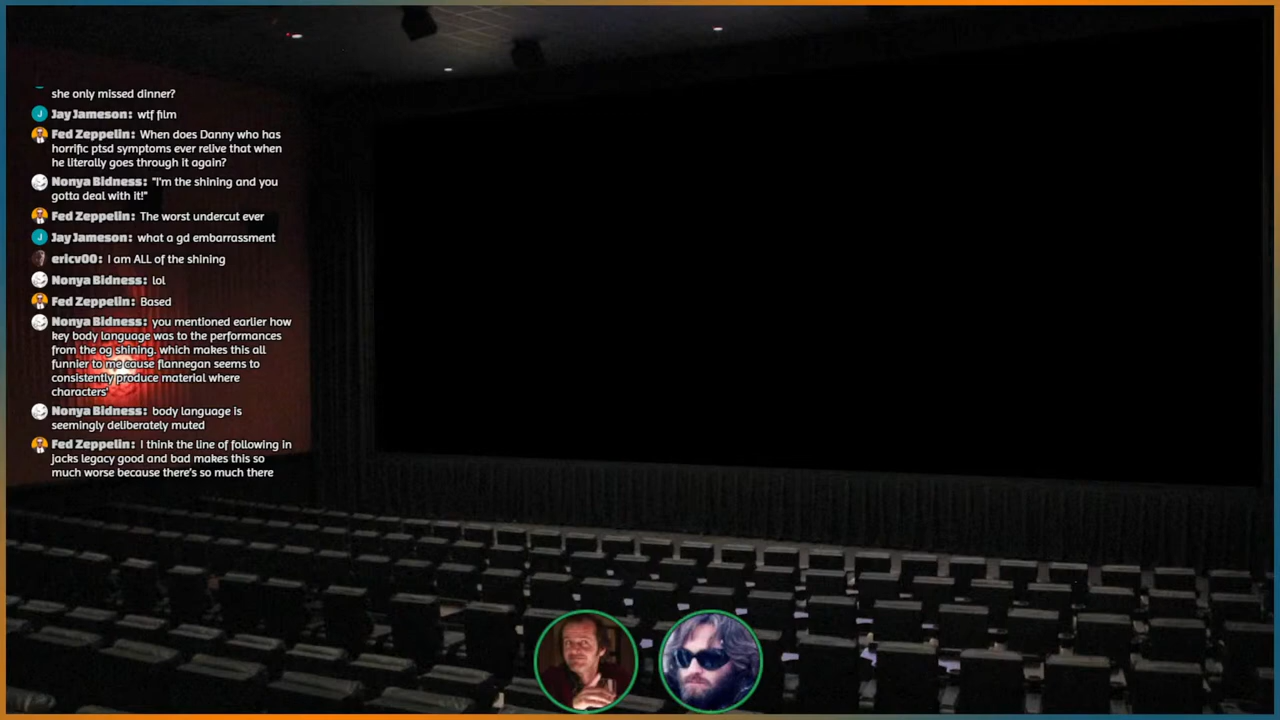 she only missed dinner?
J Jay Jameson: wtf film
Fed Zeppelin: When does Danny who has
horrific ptsd symptoms ever relive that when
he literally goes through it again?
Nonya Bidness: "I'm the shining and you
gotta deal with it!"
Fed Zeppelin: The worst undercut ever
J Jay Jameson: what a gd embarrassment
ericv00: I am ALL of the shining
Nonya Bidness: lol
Fed Zeppelin: Based
Nonya Bidness: you mentioned earlier how
key body language was to the performances
from the og shining. which makes this all
funnier to me cause flannegan seems to
consistently produce material where
characters'
Nonya Bidness: body language is
seemingly deliberately muted
Fed Zeppelin: I think the line of following in
jacks legacy good and bad makes this so
much worse because there's so much there